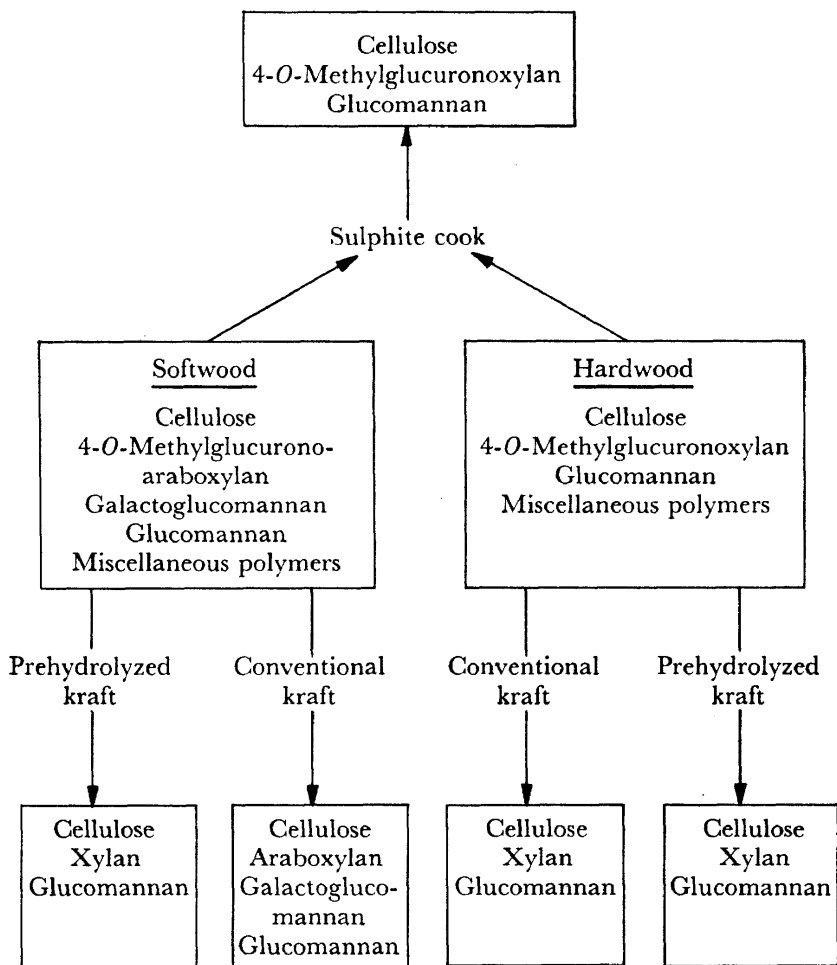 Cellulose
4-O-Methylglucuronoxylan
Glucomannan
Sulphite cook
Softwood
Cellulose
4-O-Methylglucurono-
araboxylan
Galactoglucomannan
Glucomannan
Miscellaneous polymers
Hardwood
Cellulose
4-O-Methylglucuronoxylan
Glucomannan
Miscellaneous polymers
Prehydrolyzed
kraft
Conventional
kraft
Conventional
kraft
Prehydrolyzed
kraft
Cellulose
Xylan
Glucomannan
Cellulose
Araboxylan
Galactogluco-
mannan
Glucomannan
Cellulose
Xylan
Glucomannan
Cellulose
Xylan
Glucomannan